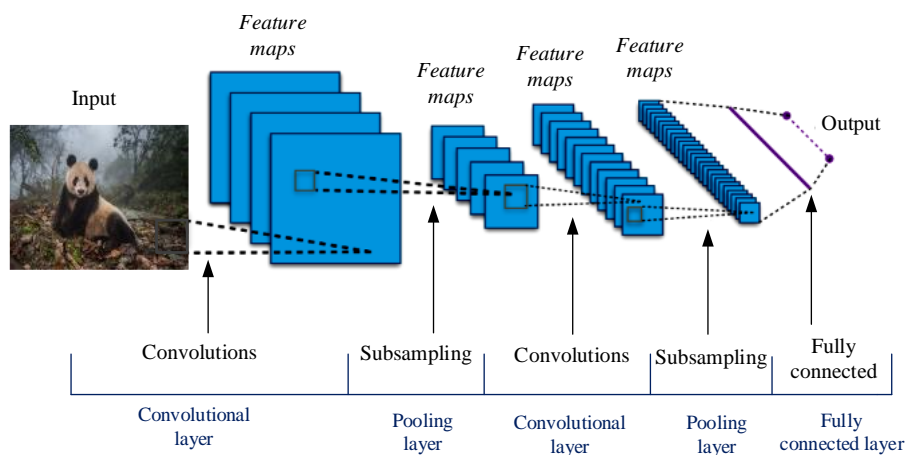 Feature
maps
Feature
maps
Feature
maps
Feature
maps
Input
Output
Convolutions
Subsampling
Convolutions
Subsampling
Fully
connected
Convolutional
layer
Pooling
layer
Convolutional
layer
Pooling
layer
Fully
connected layer